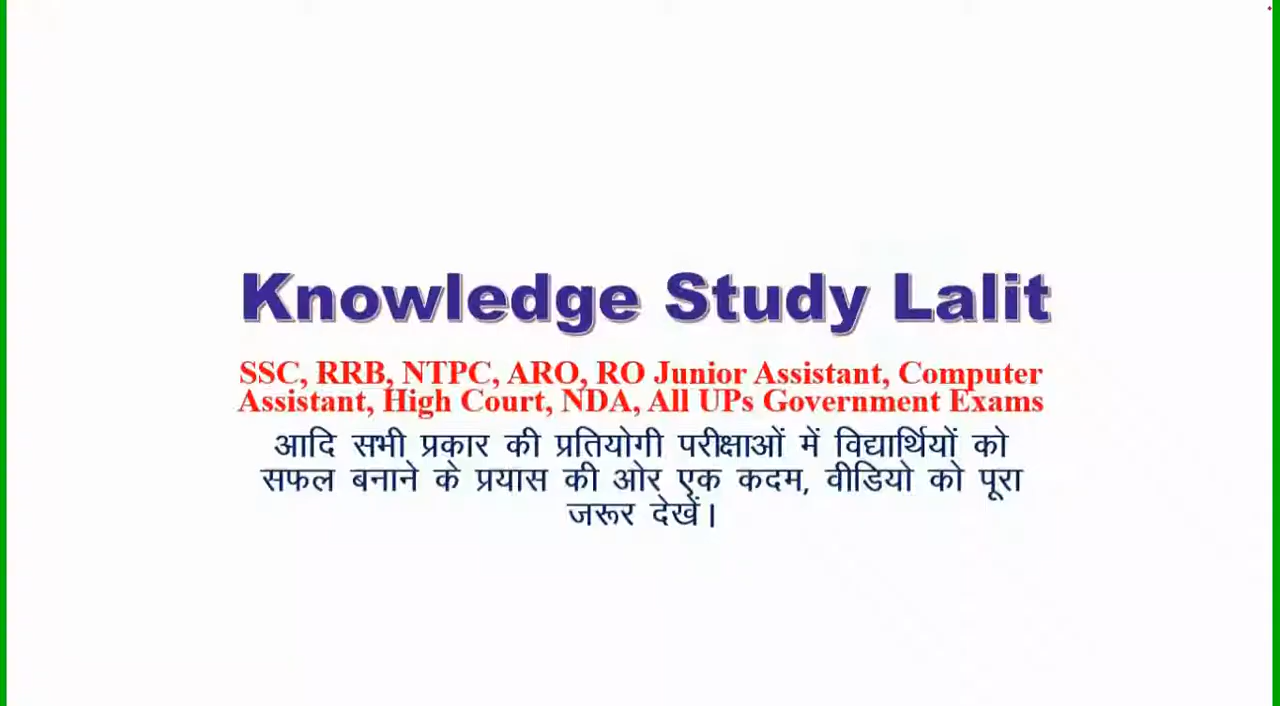 Knowledge Study Lalit
SSC, RRB, NTPC, ARO, RO Junior Assistant, Computer
Assistant, High Court, NDA, All UPs Government Exams
आदि सभी प्रकार की प्रतियोगी परीक्षाओं में विद्यार्थियों को
सफल बनाने के प्रयास की ओर एक कदम, वीडियो को पूरा
जरूर देखें।